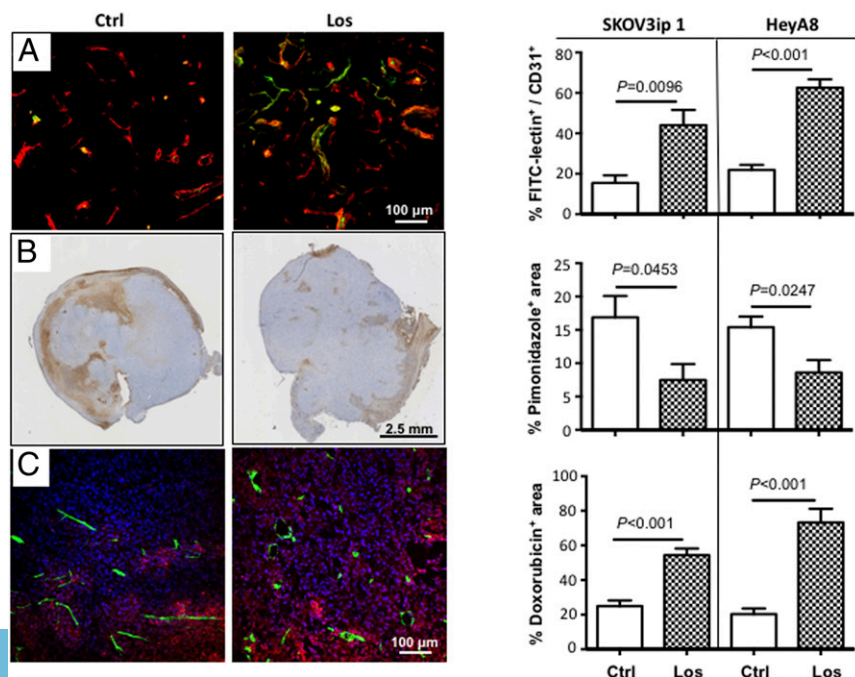 Ctrl Los
A
100 µm
B
2.5 mm
C
100 µm
SKOV3ip 1 HeyA8
% FITC-lectin⁺ / CD31⁺
80
60
40
20
0
P=0.0096
P<0.001
% Pimonidazole⁺ area
25
20
15
10
5
0
P=0.0453
P=0.0247
% Doxorubicin⁺ area
100
80
60
40
20
0
P<0.001
P<0.001
Ctrl Los Ctrl Los